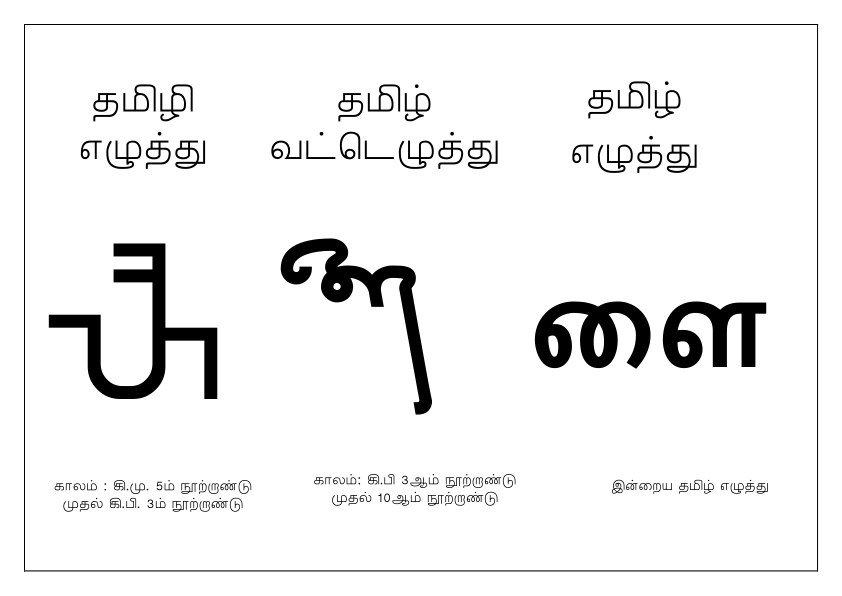 தமிழி
எழுத்து
தமிழ்
வட்டெழுத்து
தமிழ்
எழுத்து
ளை
காலம் : கி.மு. 5ம் நூற்றாண்டு
முதல் கி.பி. 3ம் நூற்றாண்டு
காலம்: கி.பி 3ஆம் நூற்றாண்டு
முதல் 10ஆம் நூற்றாண்டு
இன்றைய தமிழ் எழுத்து